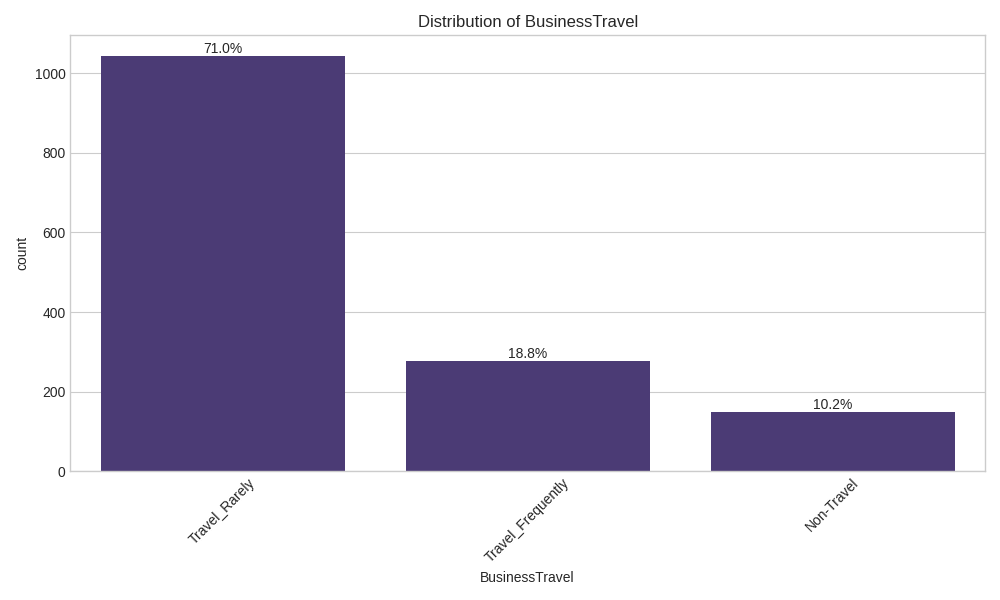 Distribution of BusinessTravel
71.0%
18.8%
10.2%
count
1000
800
600
400
200
0
Travel_Rarely
Travel_Frequently
Non-Travel
BusinessTravel